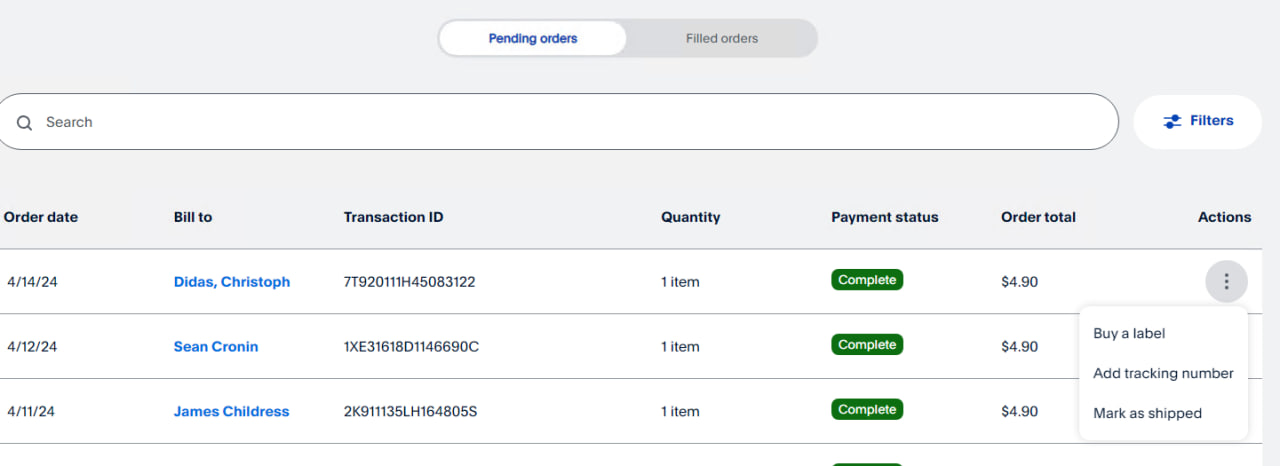 Pending orders Filled orders
Search Filters
Order date Bill to Transaction ID Quantity Payment status Order total Actions
4/14/24 Didas, Christoph 7T920111H45083122 1 item Complete $4.90
Buy a label
4/12/24 Sean Cronin 1XE31618D1146690C 1 item Complete $4.90
Add tracking number
4/11/24 James Childress 2K911135LH164805S 1 item Complete $4.90
Mark as shipped